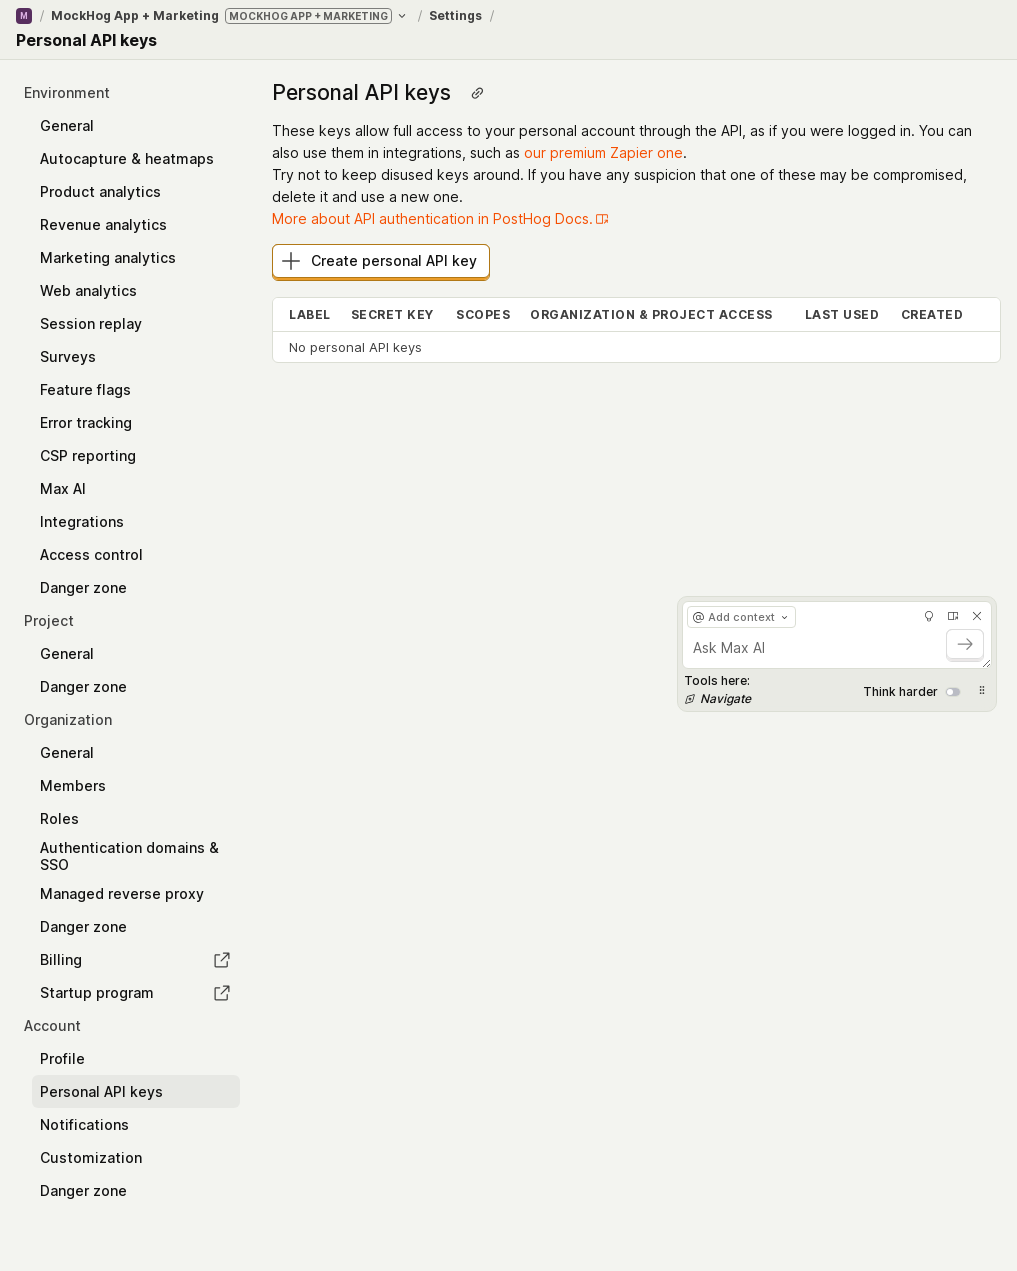 M / MockHog App + Marketing MOCKHOG APP + MARKETING / Settings /
Personal API keys
Environment
General
Autocapture & heatmaps
Product analytics
Revenue analytics
Marketing analytics
Web analytics
Session replay
Surveys
Feature flags
Error tracking
CSP reporting
Max AI
Integrations
Access control
Danger zone
Project
General
Danger zone
Organization
General
Members
Roles
Authentication domains &
SSO
Managed reverse proxy
Danger zone
Billing
Startup program
Account
Profile
Personal API keys
Notifications
Customization
Danger zone
Personal API keys
These keys allow full access to your personal account through the API, as if you were logged in. You can
also use them in integrations, such as our premium Zapier one.
Try not to keep disused keys around. If you have any suspicion that one of these may be compromised,
delete it and use a new one.
More about API authentication in PostHog Docs.
Create personal API key
LABEL SECRET KEY SCOPES ORGANIZATION & PROJECT ACCESS LAST USED CREATED
No personal API keys
@ Add context
Ask Max AI
Tools here:
Navigate
Think harder